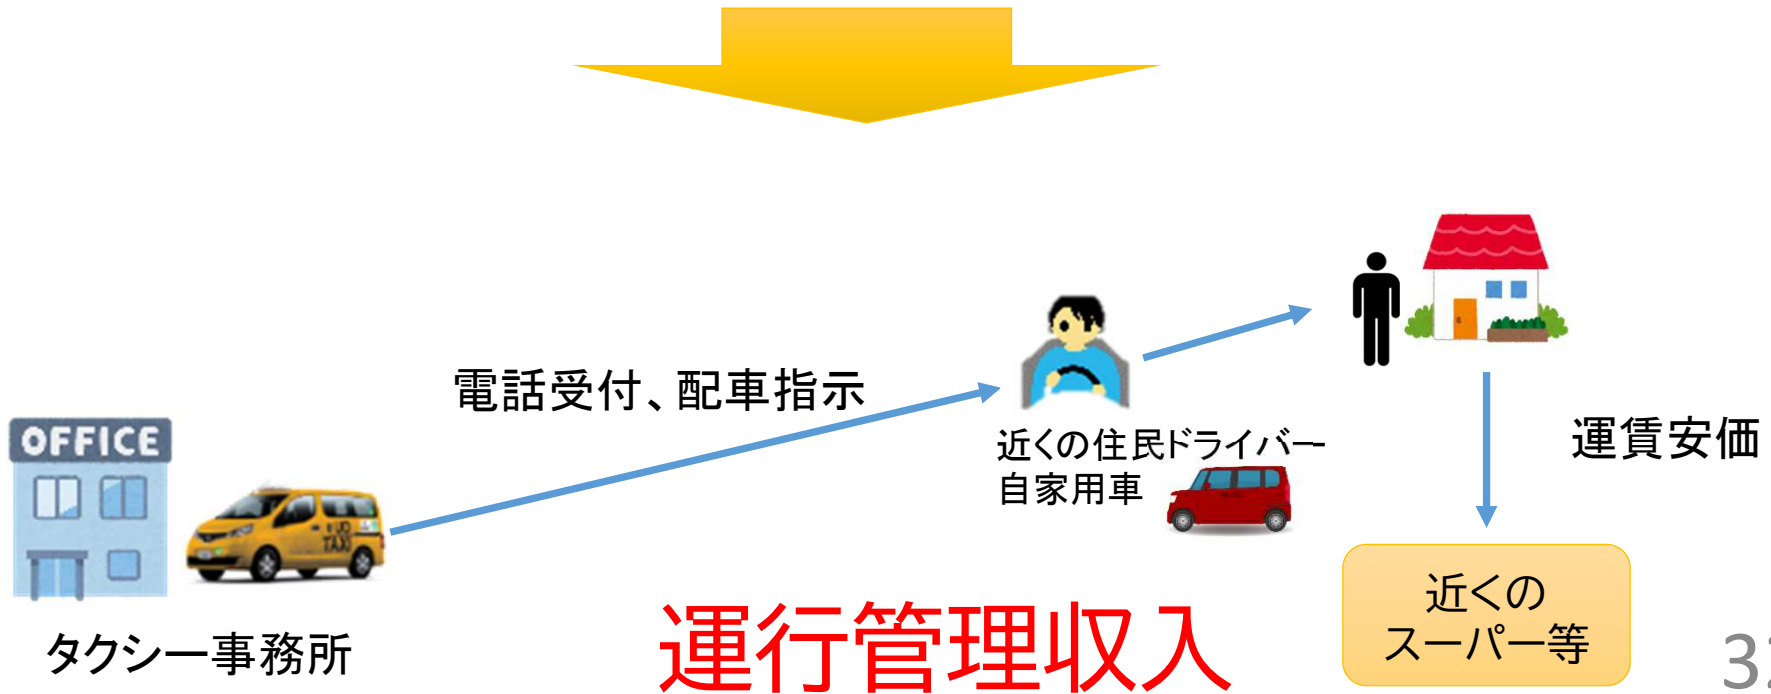 電話受付、配車指示
OFFICE
TAXI
タクシー事務所
近くの住民ドライバー
自家用車
運賃安価
近くの
スーパー等
運行管理収入